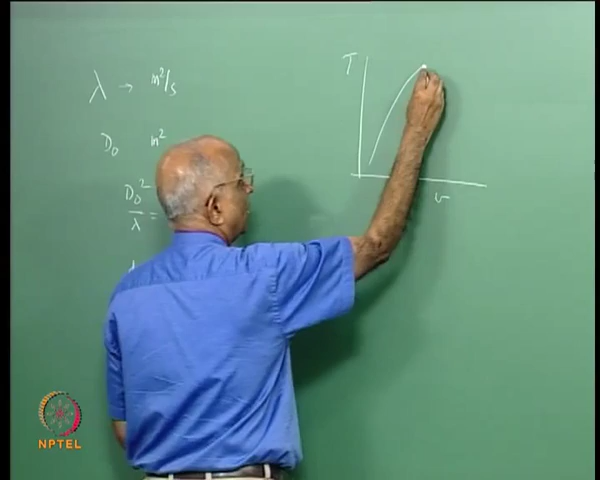 λ → m²/s
D₀ m²
D₀²
λ =
T
v
NPTEL